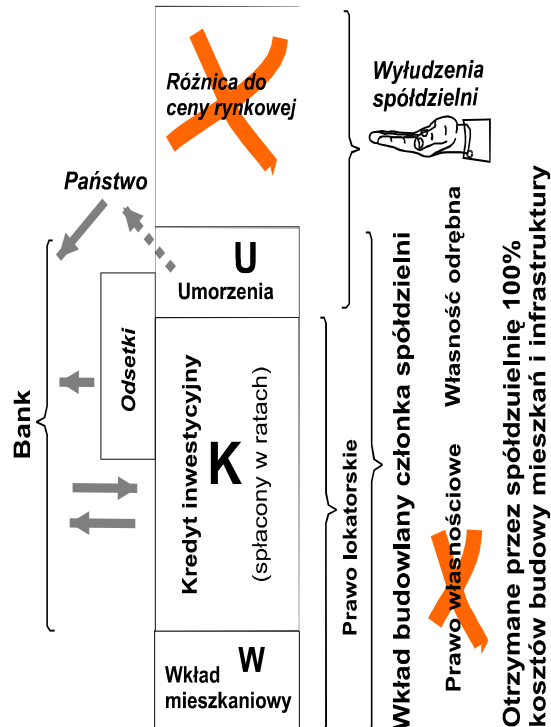 Różnica do
ceny rynkowej
Wyłudzenia
spółdzielni
Państwo
U
Umorzenia
Odsetki
Bank
Kredyt inwestycyjny
K
(spłacony w ratach)
W
Wkład
mieszkaniowy
Prawo lokatorskie
Wkład budowlany członka spółdzielni
Prawo własnościowe
Własność odrębna
Otrzymane przez spółdzuielnię 100%
kosztów budowy mieszkań i infrastruktury